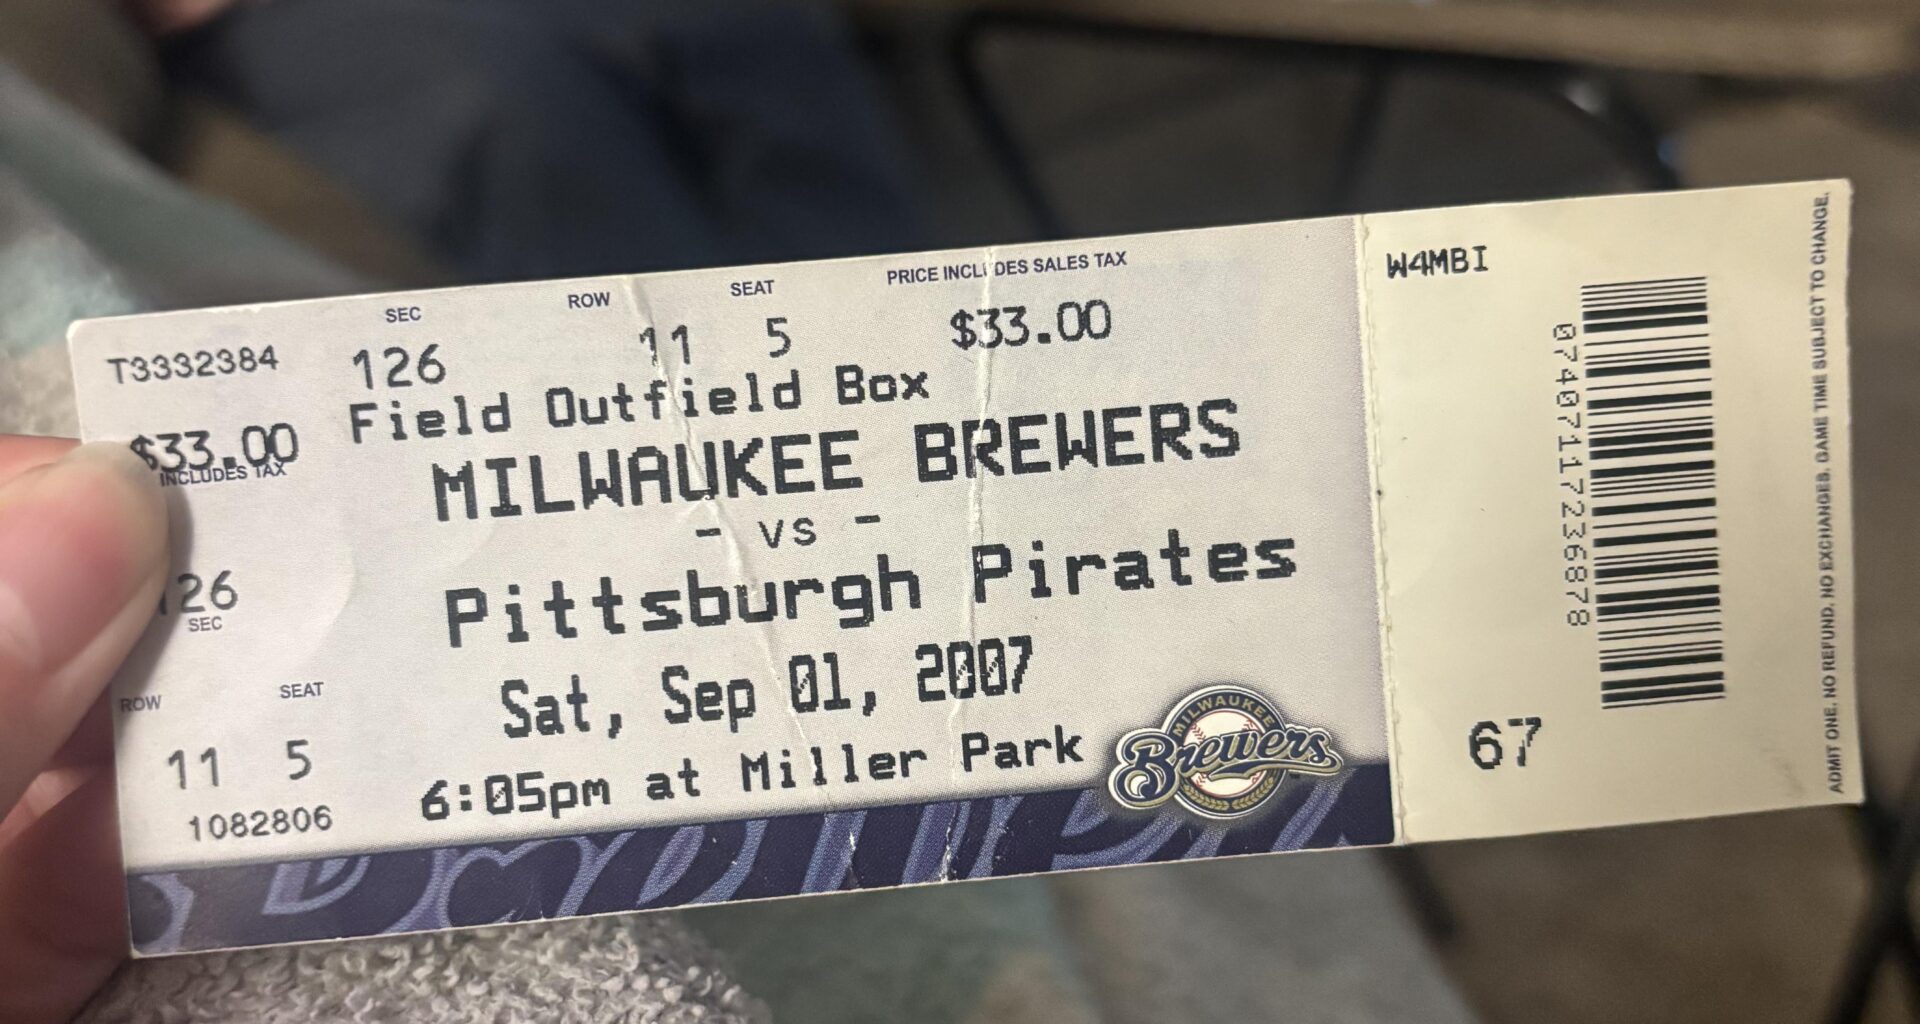 T3332384
$33.00
INCLUDES TAX
126
SEC
ROW SEAT
11 5
1082806
SEC ROW SEAT PRICE INCLUDES SALES TAX
126 11 5 $33.00
Field Outfield Box
MILWAUKEE BREWERS
- vs -
Pittsburgh Pirates
Sat, Sep 01, 2007
6:05pm at Miller Park
MILWAUKEE
Brewers
W4MBI
074071172236878
67
ADMIT ONE. NO REFUND. NO EXCHANGES. GAME TIME SUBJECT TO CHANGE.